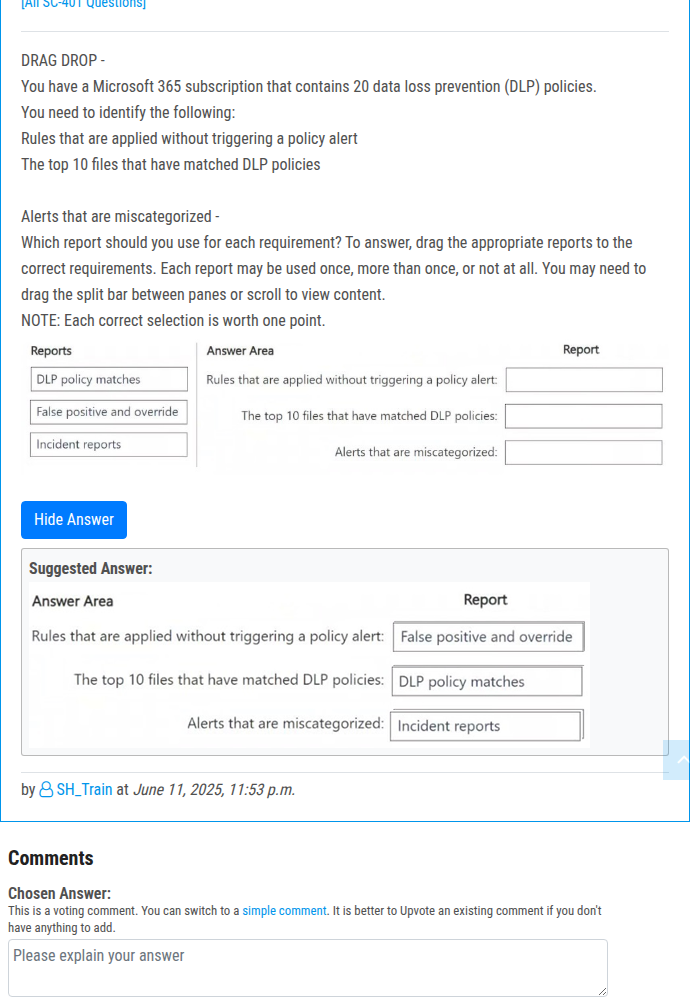 [All SC-401 Questions]
DRAG DROP -
You have a Microsoft 365 subscription that contains 20 data loss prevention (DLP) policies.
You need to identify the following:
Rules that are applied without triggering a policy alert
The top 10 files that have matched DLP policies
Alerts that are miscategorized -
Which report should you use for each requirement? To answer, drag the appropriate reports to the
correct requirements. Each report may be used once, more than once, or not at all. You may need to
drag the split bar between panes or scroll to view content.
NOTE: Each correct selection is worth one point.
Reports
DLP policy matches
False positive and override
Incident reports
Answer Area
Report
Rules that are applied without triggering a policy alert:
The top 10 files that have matched DLP policies:
Alerts that are miscategorized:
Hide Answer
Suggested Answer:
Answer Area
Report
Rules that are applied without triggering a policy alert: False positive and override
The top 10 files that have matched DLP policies: DLP policy matches
Alerts that are miscategorized: Incident reports
by SH_Train at June 11, 2025, 11:53 p.m.
Comments
Chosen Answer:
This is a voting comment. You can switch to a simple comment. It is better to Upvote an existing comment if you don't
have anything to add.
Please explain your answer